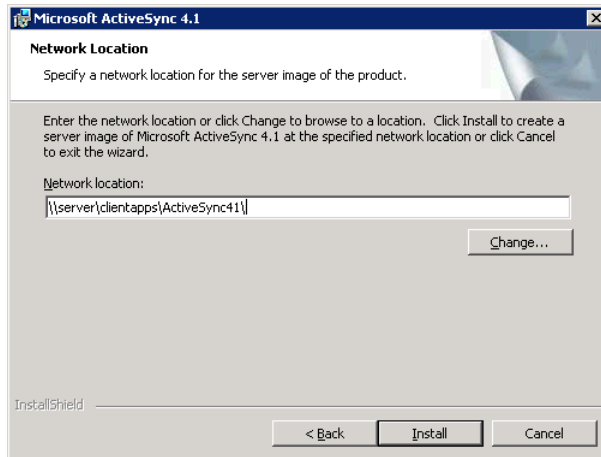 Microsoft ActiveSync 4.1
Network Location
Specify a network location for the server image of the product.
Enter the network location or click Change to browse to a location. Click Install to create a
server image of Microsoft ActiveSync 4.1 at the specified network location or click Cancel
to exit the wizard.
Network location:
\\server\clientapps\ActiveSync41\
Change...
InstallShield
< Back Install Cancel